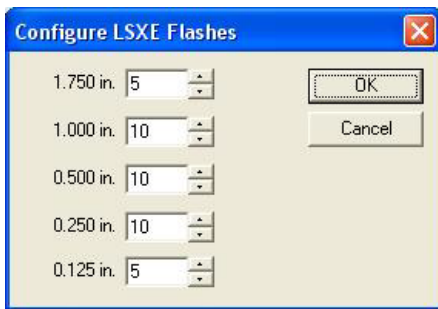 Configure LSXE Flashes
1.750 in. 5
OK
1.000 in. 10
Cancel
0.500 in. 10
0.250 in. 10
0.125 in. 5